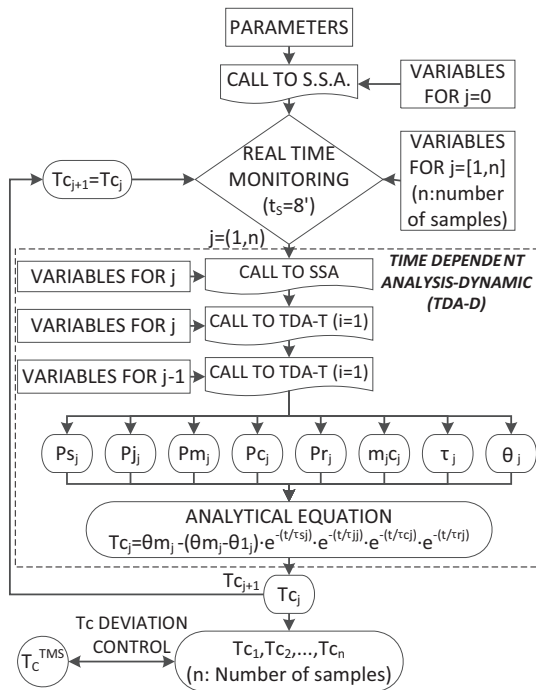 PARAMETERS
CALL TO S.S.A.
VARIABLES
FOR j=0
REAL TIME
MONITORING
(tₛ=8')
VARIABLES
FOR j=[1,n]
(n:number
of samples)
Tcⱼ₊₁=Tcⱼ
j=(1,n)
TIME DEPENDENT
ANALYSIS-DYNAMIC
(TDA-D)
VARIABLES FOR j
CALL TO SSA
VARIABLES FOR j
CALL TO TDA-T (i=1)
VARIABLES FOR j-1
CALL TO TDA-T (i=1)
Psⱼ Pjⱼ Pmⱼ Pcⱼ Prⱼ mⱼcⱼ τⱼ θⱼ
ANALYTICAL EQUATION
Tcⱼ=θmⱼ-(θmⱼ-θ1ⱼ)·e^-(t/τsj)·e^-(t/τjj)·e^-(t/τcj)·e^-(t/τrj)
Tcⱼ₊₁
Tcⱼ
Tc DEVIATION
CONTROL
T_C^TMS
Tc₁,Tc₂,...,Tcₙ
(n: Number of samples)